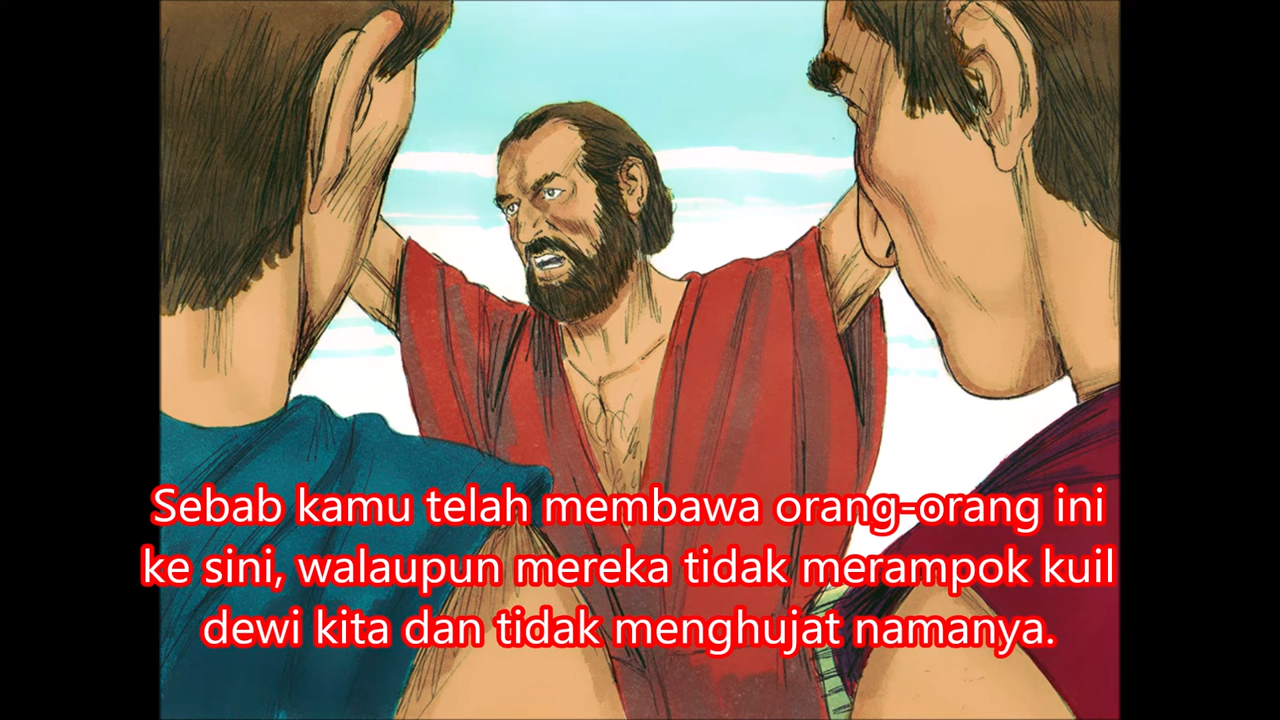 Sebab kamu telah membawa orang-orang ini
ke sini, walaupun mereka tidak merampok kuil
dewi kita dan tidak menghujat namanya.